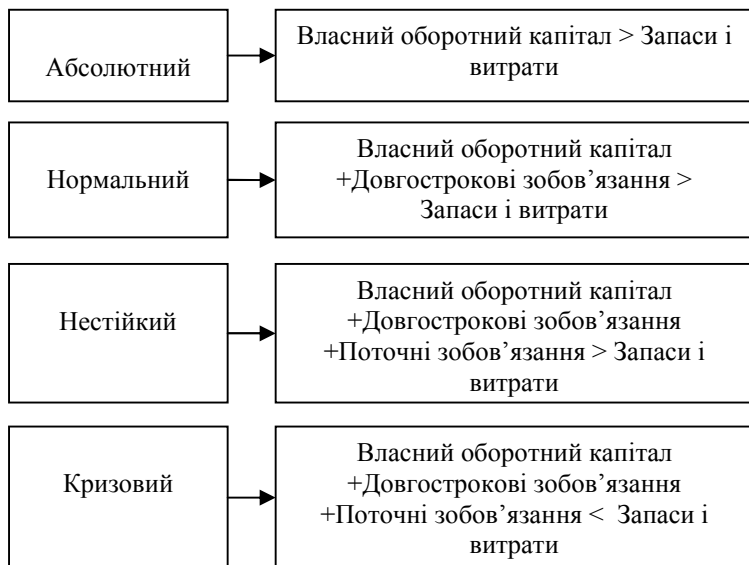 Абсолютний
Власний оборотний капітал > Запаси і
витрати
Нормальний
Власний оборотний капітал
+Довгострокові зобов’язання >
Запаси і витрати
Нестійкий
Власний оборотний капітал
+Довгострокові зобов’язання
+Поточні зобов’язання > Запаси і
витрати
Кризовий
Власний оборотний капітал
+Довгострокові зобов’язання
+Поточні зобов’язання <  Запаси і
витрати